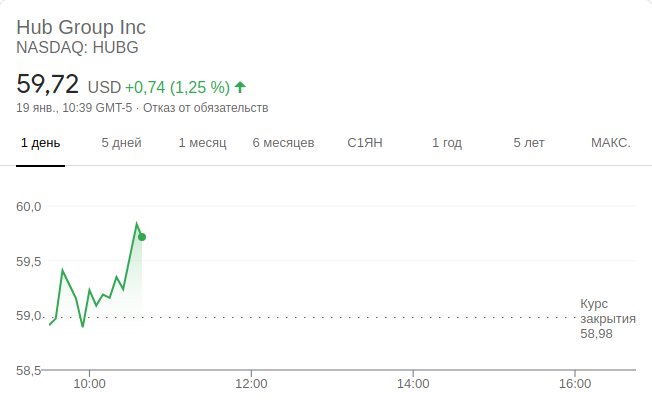 Hub Group Inc
NASDAQ: HUBG
59,72 USD +0,74 (1,25 %)
19 янв., 10:39 GMT-5 · Отказ от обязательств
1 день 5 дней 1 месяц 6 месяцев С1ЯН 1 год 5 лет МАКС.
60,0
59,5
59,0
Курс
закрытия
58,98
58,5
10:00 12:00 14:00 16:00